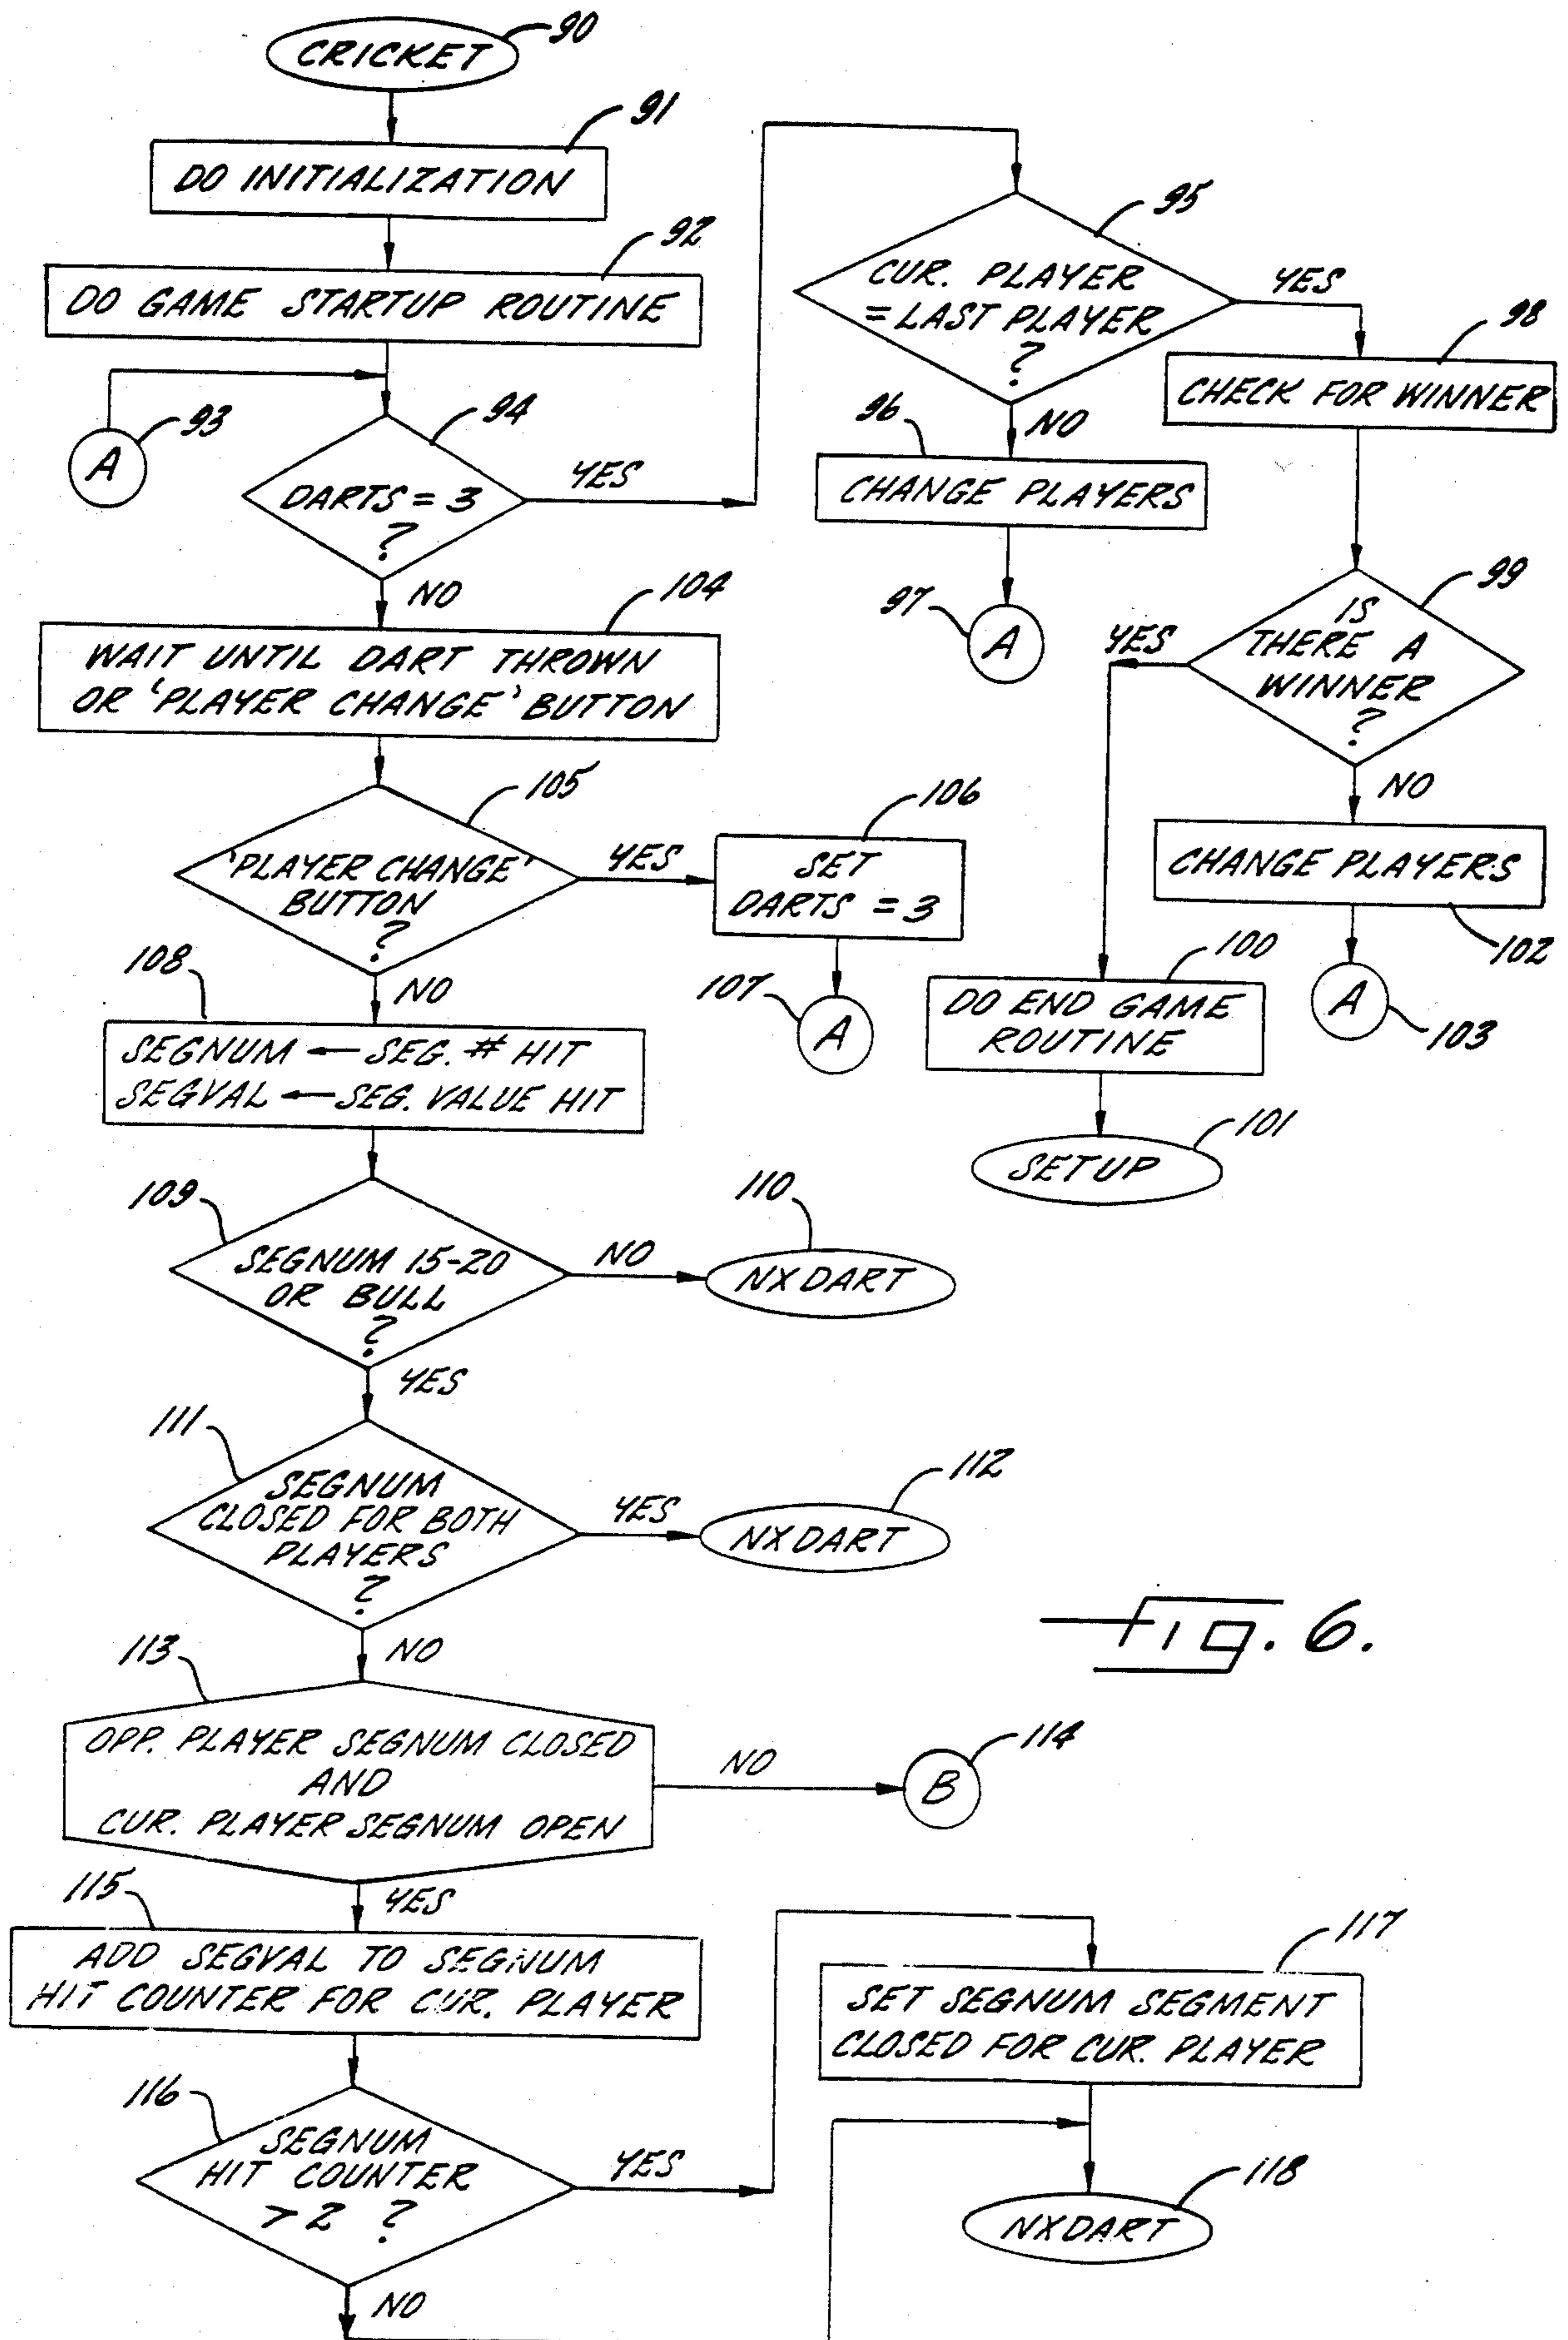 CRICKET
90
DO INITIALIZATION
91
DO GAME STARTUP ROUTINE
92
A
93
DARTS = 3
?
94
YES
NO
CUR. PLAYER
= LAST PLAYER
?
95
YES
NO
CHANGE PLAYERS
96
A
97
CHECK FOR WINNER
98
IS
THERE A
WINNER
?
99
YES
NO
DO END GAME
ROUTINE
100
SETUP
101
CHANGE PLAYERS
102
A
103
WAIT UNTIL DART THROWN
OR 'PLAYER CHANGE' BUTTON
104
'PLAYER CHANGE'
BUTTON
?
105
YES
NO
SET
DARTS = 3
106
A
107
108
SEGNUM ← SEG. # HIT
SEGVAL ← SEG. VALUE HIT
109
SEGNUM 15-20
OR BULL
?
NO
YES
110
NXDART
111
SEGNUM
CLOSED FOR BOTH
PLAYERS
?
YES
NO
112
NXDART
113
OPP. PLAYER SEGNUM CLOSED
AND
CUR. PLAYER SEGNUM OPEN
NO
YES
B
114
115
ADD SEGVAL TO SEGNUM
HIT COUNTER FOR CUR. PLAYER
116
SEGNUM
HIT COUNTER
> 2 ?
YES
NO
117
SET SEGNUM SEGMENT
CLOSED FOR CUR. PLAYER
118
NXDART
Fig. 6.